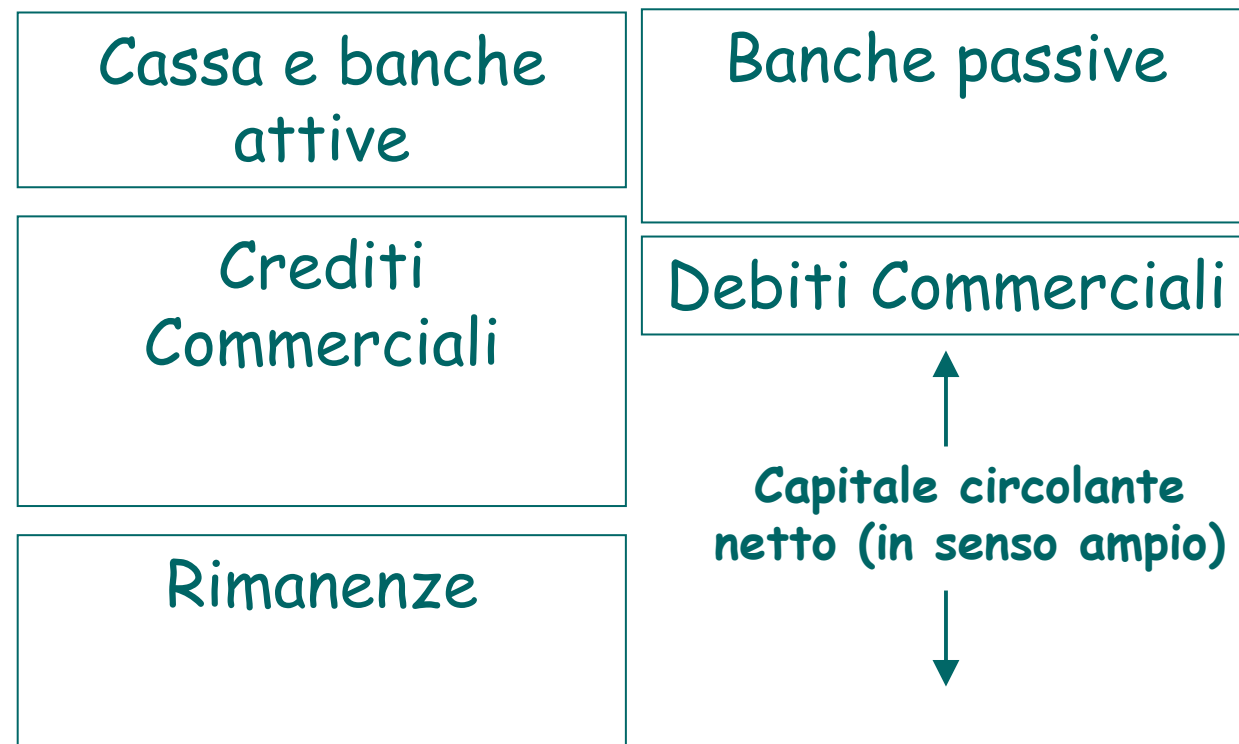 Cassa e banche
attive
Crediti
Commerciali
Rimanenze
Banche passive
Debiti Commerciali
Capitale circolante
netto (in senso ampio)